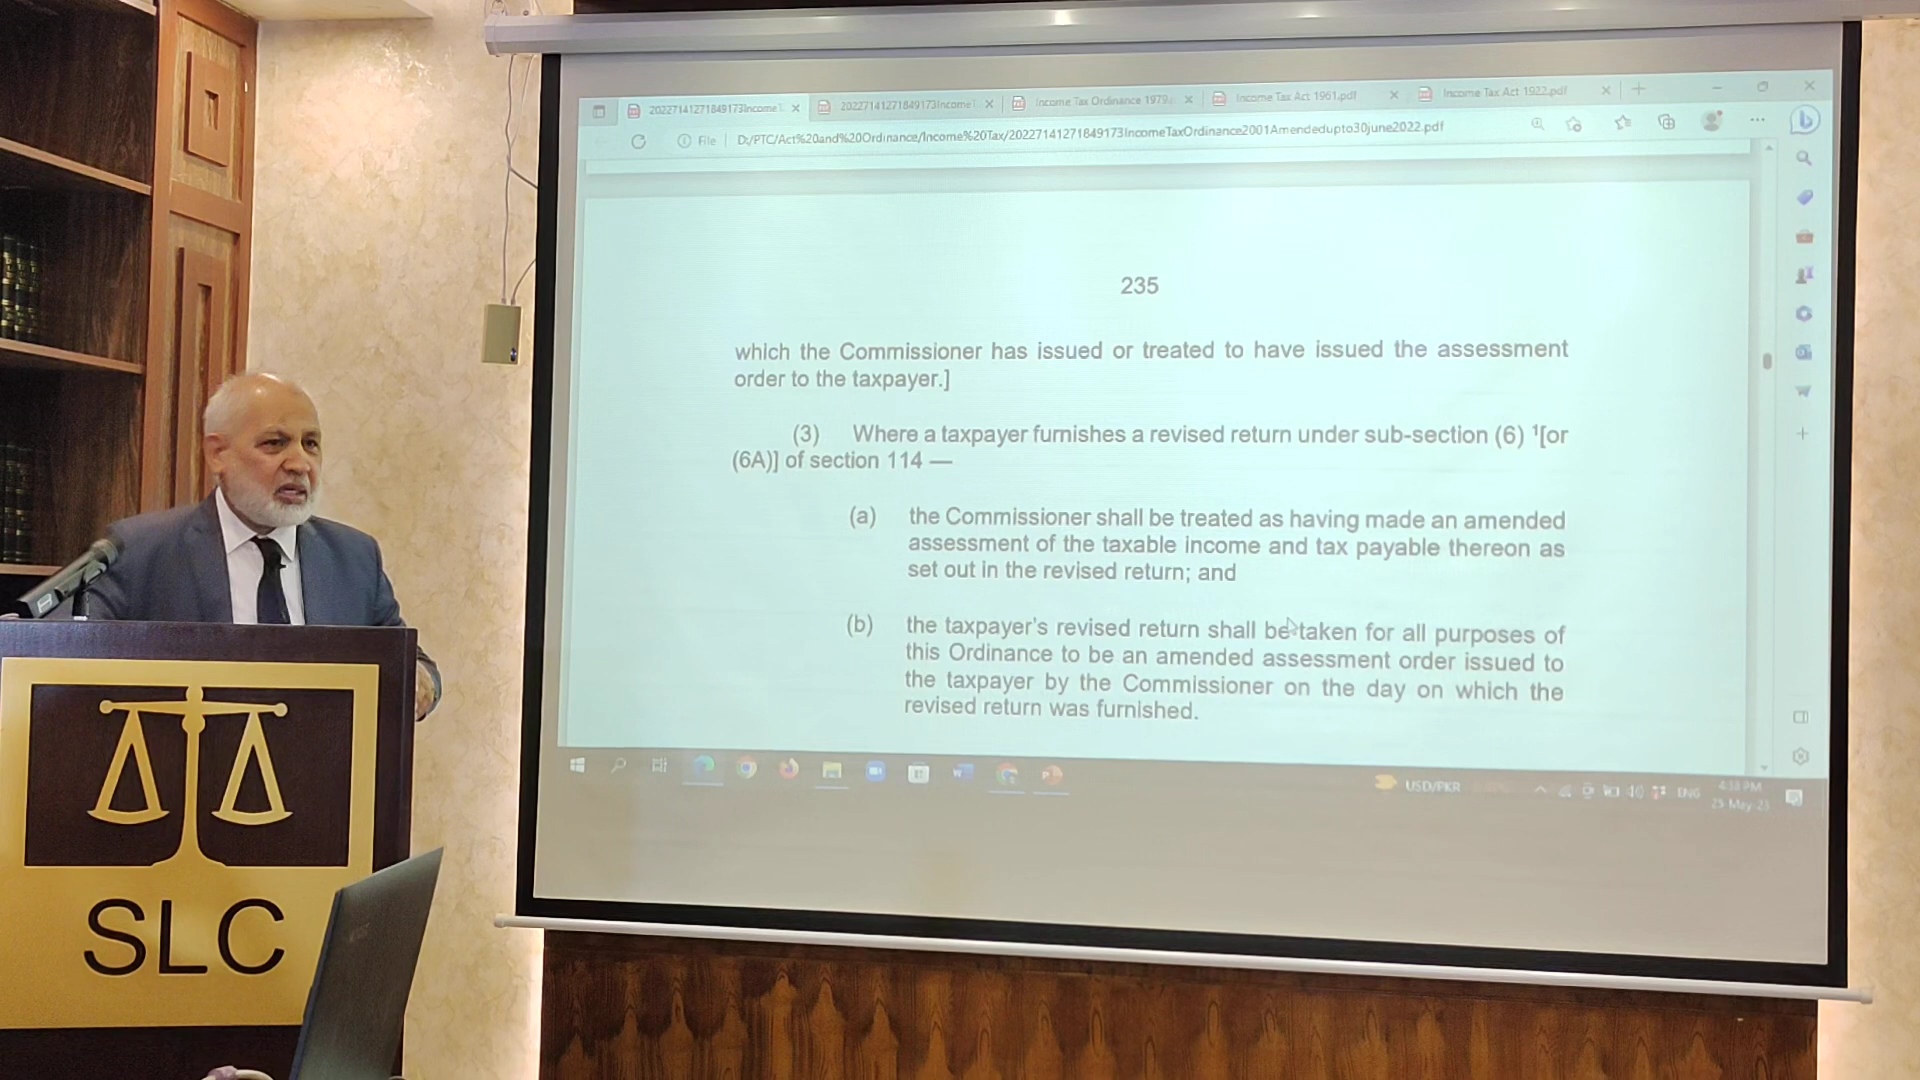 20227141271849173Income
20227141271849173Income
Income Tax Ordinance 1979
Income Tax Act 1961.pdf
Income Tax Act 1922.pdf
File
D:/PTC/Act%20and%20Ordinance/Income%20Tax/20227141271849173IncomeTaxOrdinance2001Amendedupto30june2022.pdf
235
which the Commissioner has issued or treated to have issued the assessment
order to the taxpayer.]
(3) Where a taxpayer furnishes a revised return under sub-section (6) ¹[or
(6A)] of section 114 —
(a) the Commissioner shall be treated as having made an amended
assessment of the taxable income and tax payable thereon as
set out in the revised return; and
(b) the taxpayer's revised return shall be taken for all purposes of
this Ordinance to be an amended assessment order issued to
the taxpayer by the Commissioner on the day on which the
revised return was furnished.
USD/PKR
ENG
25-May-23
SLC